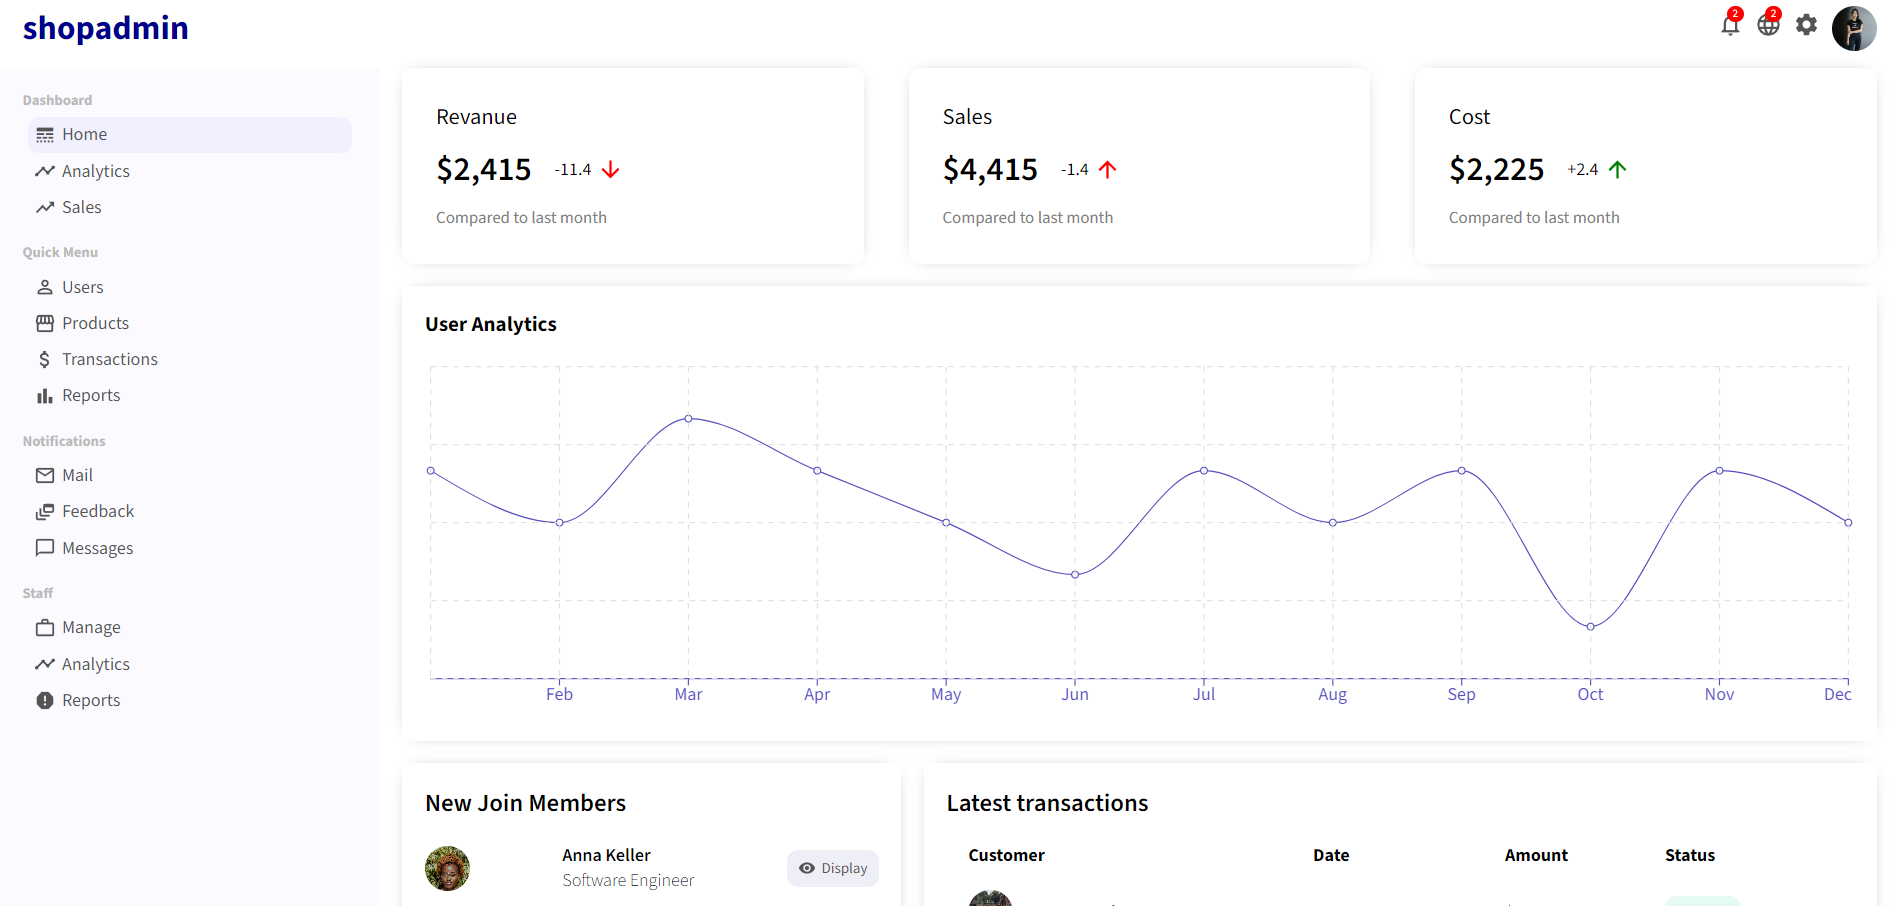 shopadmin
2
2
Dashboard
Home
Analytics
Sales
Quick Menu
Users
Products
Transactions
Reports
Notifications
Mail
Feedback
Messages
Staff
Manage
Analytics
Reports
Revanue
$2,415 -11.4
Compared to last month
Sales
$4,415 -1.4
Compared to last month
Cost
$2,225 +2.4
Compared to last month
User Analytics
Feb Mar Apr May Jun Jul Aug Sep Oct Nov Dec
New Join Members
Anna Keller
Software Engineer
Display
Latest transactions
Customer Date Amount Status